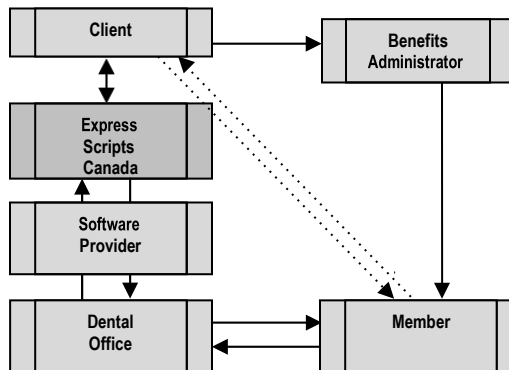 Client
Benefits
Administrator
Express
Scripts
Canada
Software
Provider
Dental
Office
Member